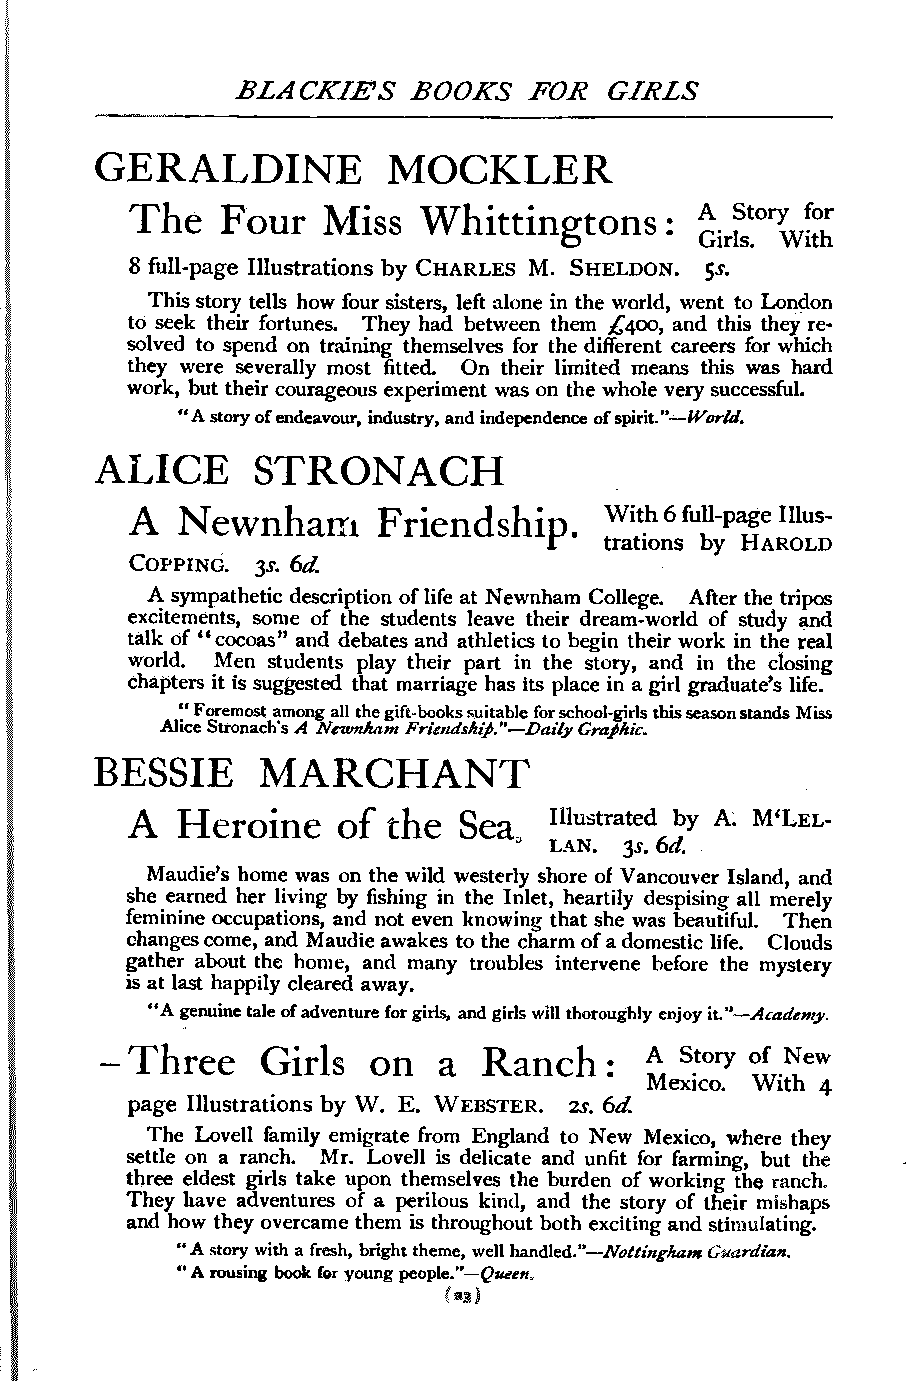 BLACKIE'S BOOKS FOR GIRLS
GERALDINE MOCKLER
The Four Miss Whittingtons: A Story for
Girls. With
8 full-page Illustrations by CHARLES M. SHELDON. 5s.
This story tells how four sisters, left alone in the world, went to London
to seek their fortunes. They had between them £400, and this they re-
solved to spend on training themselves for the different careers for which
they were severally most fitted. On their limited means this was hard
work, but their courageous experiment was on the whole very successful.
"A story of endeavour, industry, and independence of spirit."—World.
ALICE STRONACH
A Newnham Friendship. With 6 full-page Illus-
trations by HAROLD
COPPING. 3s. 6d.
A sympathetic description of life at Newnham College. After the tripos
excitements, some of the students leave their dream-world of study and
talk of "cocoas" and debates and athletics to begin their work in the real
world. Men students play their part in the story, and in the closing
chapters it is suggested that marriage has its place in a girl graduate's life.
"Foremost among all the gift-books suitable for school-girls this season stands Miss
Alice Stronach's A Newnham Friendship."—Daily Graphic.
BESSIE MARCHANT
A Heroine of the Sea. Illustrated by A. M'LEL-
LAN. 3s. 6d.
Maudie's home was on the wild westerly shore of Vancouver Island, and
she earned her living by fishing in the Inlet, heartily despising all merely
feminine occupations, and not even knowing that she was beautiful. Then
changes come, and Maudie awakes to the charm of a domestic life. Clouds
gather about the home, and many troubles intervene before the mystery
is at last happily cleared away.
"A genuine tale of adventure for girls, and girls will thoroughly enjoy it."—Academy.
–Three Girls on a Ranch: A Story of New
Mexico. With 4
page Illustrations by W. E. WEBSTER. 2s. 6d.
The Lovell family emigrate from England to New Mexico, where they
settle on a ranch. Mr. Lovell is delicate and unfit for farming, but the
three eldest girls take upon themselves the burden of working the ranch.
They have adventures of a perilous kind, and the story of their mishaps
and how they overcame them is throughout both exciting and stimulating.
"A story with a fresh, bright theme, well handled."—Nottingham Guardian.
"A rousing book for young people."—Queen.
(23)